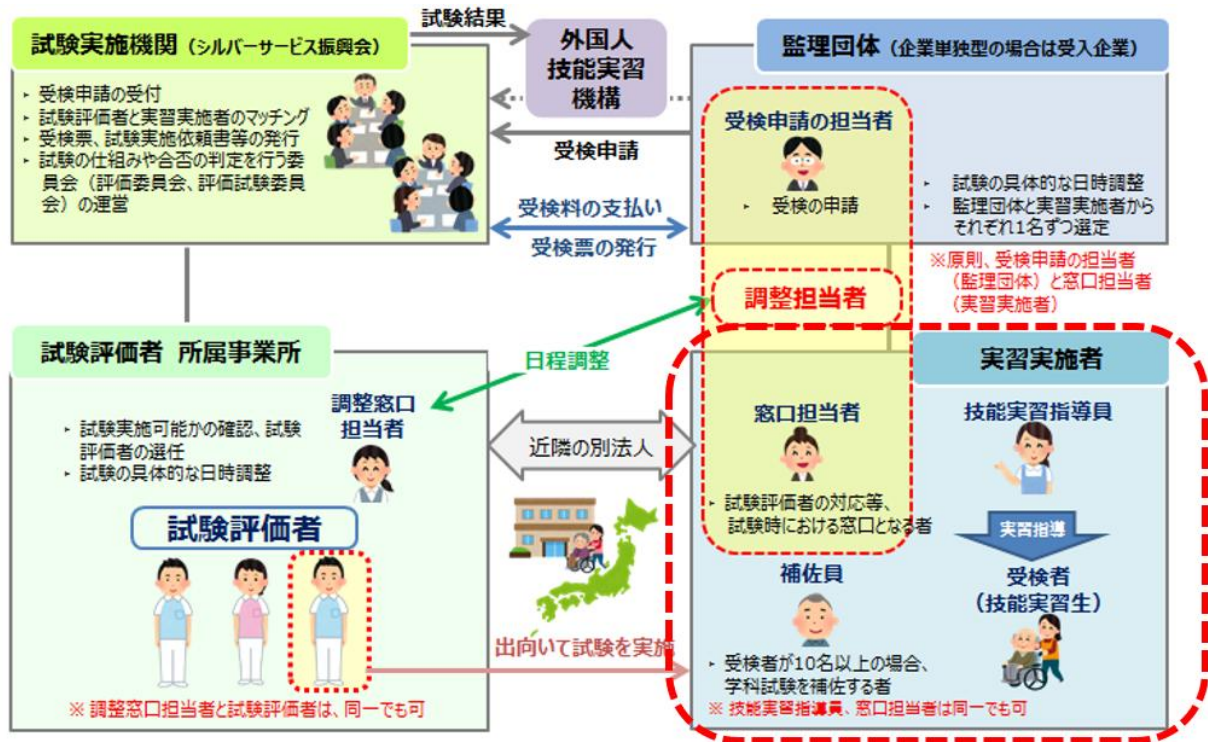 試験結果
試験実施機関（シルバーサービス振興会）
▸ 受検申請の受付
▸ 試験評価者と実習実施者のマッチング
▸ 受検票、試験実施依頼書等の発行
▸ 試験の仕組みや合否の判定を行う委
員会（評価委員会、評価試験委員
会）の運営
外国人
技能実習
機構
受検申請
受検料の支払い
受検票の発行
監理団体（企業単独型の場合は受入企業）
受検申請の担当者
▸ 受検の申請
▸ 試験の具体的な日時調整
▸ 監理団体と実習実施者から
それぞれ1名ずつ選定
※原則、受検申請の担当者
（監理団体）と窓口担当者
（実習実施者）
調整担当者
日程調整
試験評価者 所属事業所
調整窓口
担当者
▸ 試験実施可能かの確認、試験
評価者の選任
▸ 試験の具体的な日時調整
試験評価者
※ 調整窓口担当者と試験評価者は、同一でも可
近隣の別法人
出向いて試験を実施
実習実施者
窓口担当者
▸ 試験評価者の対応等、
試験時における窓口となる者
補佐員
▸ 受検者が10名以上の場合、
学科試験を補佐する者
技能実習指導員
実習指導
受検者
（技能実習生）
※ 技能実習指導員、窓口担当者は同一でも可